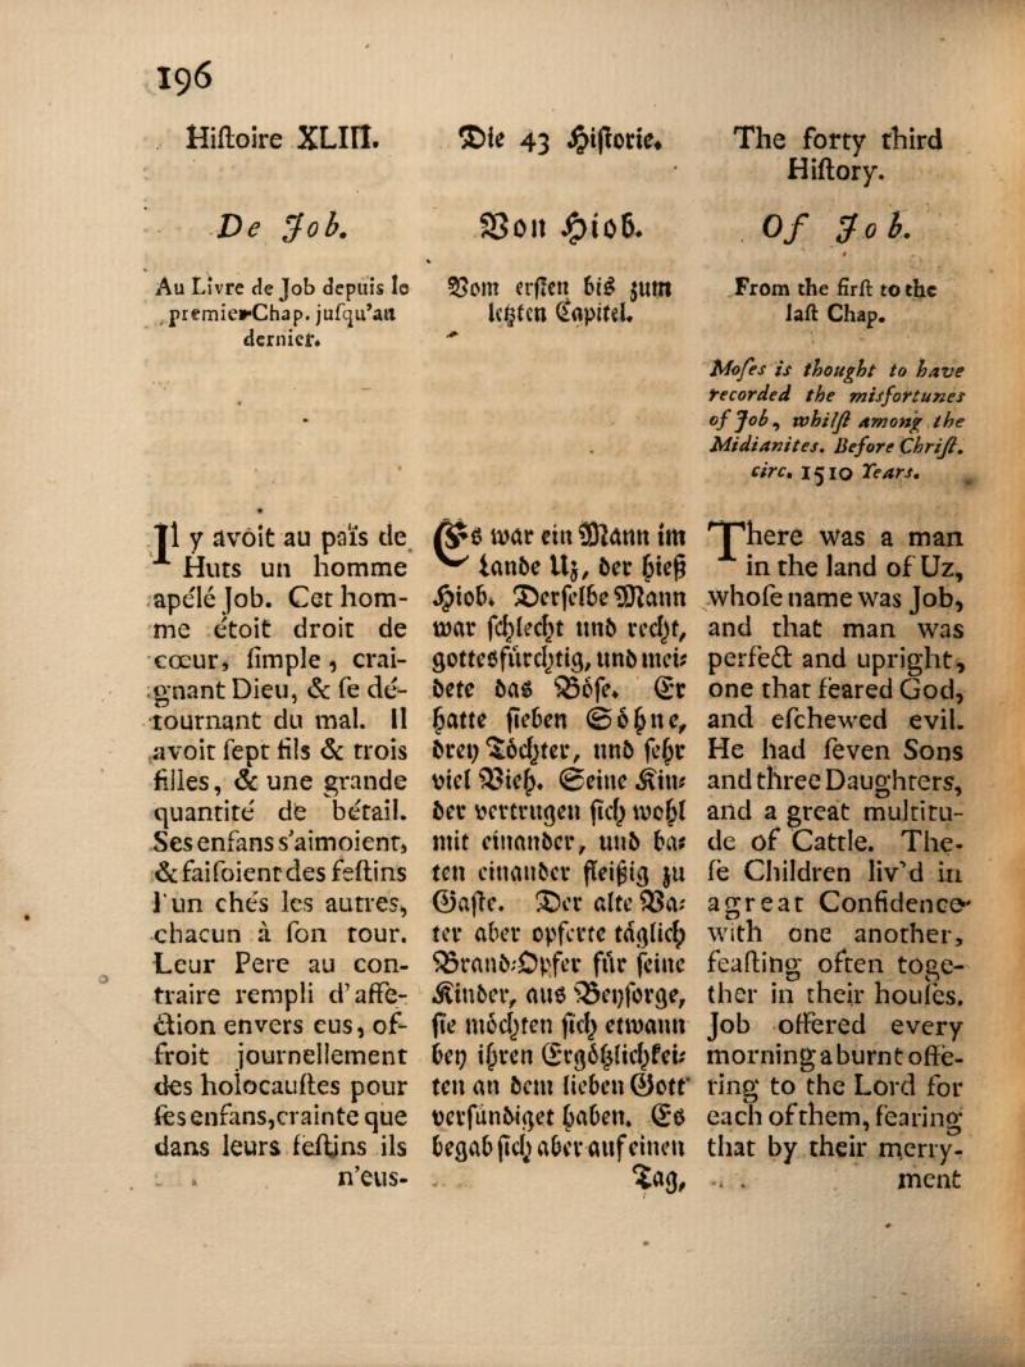 196
Hiſtoire XLIII.
De Job.
Au Livre de Job depuis le
premier Chap. juſqu'au
dernier.
Il y avoit au païs de
Huts un homme
apélé Job. Cet hom-
me étoit droit de
cœur, ſimple, crai-
gnant Dieu, & ſe dé-
tournant du mal. Il
avoit ſept fils & trois
filles, & une grande
quantité de bétail.
Ses enfans s'aimoient,
& faiſoient des feſtins
l'un chés les autres,
chacun à ſon tour.
Leur Pere au con-
traire rempli d'affe-
ction envers eus, of-
froit journellement
des holocauſtes pour
ſes enfans, crainte que
dans leurs feſtins ils
n'eus-
Die 43 Hiſtorie.
Von Hiob.
Vom erſten biß zum
letzten Capitel.
Es war ein Mann im
Lande Uz, der hieß
Hiob. Derſelbe Mann
war ſchlecht und recht,
gottesfürchtig, und mei⸗
dete das Böſe. Er
hatte ſieben Söhne,
drey Töchter, und ſehr
viel Vieh. Seine Kin⸗
der vertrugen ſich wohl
mit einander, und ba⸗
ten einander fleißig zu
Gaſte. Der alte Va⸗
ter aber opferte täglich
Brand⸗Opfer für ſeine
Kinder, aus Beyſorge,
ſie möchten ſich etwann
bey ihren Ergötzlichkei⸗
ten an dem lieben Gott
verſündiget haben. Es
begab ſich aber auf einen
Tag,
The forty third
Hiſtory.
Of Job.
From the firſt to the
laſt Chap.
Moſes is thought to have
recorded the misfortunes
of Job, whilſt among the
Midianites. Before Chriſt.
circ. 1510 Years.
There was a man
in the land of Uz,
whoſe name was Job,
and that man was
perfect and upright,
one that feared God,
and eſchewed evil.
He had ſeven Sons
and three Daughters,
and a great multitu-
de of Cattle. The-
ſe Children liv'd in
a great Confidence
with one another,
feaſting often toge-
ther in their houſes.
Job offered every
morning a burnt offe-
ring to the Lord for
each of them, fearing
that by their merry-
ment